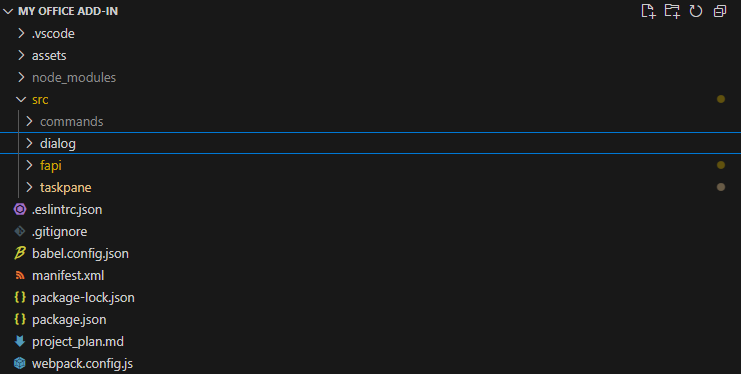 MY OFFICE ADD-IN
.vscode
assets
node_modules
src
commands
dialog
fapi
taskpane
.eslintrc.json
.gitignore
babel.config.json
manifest.xml
package-lock.json
package.json
project_plan.md
webpack.config.js